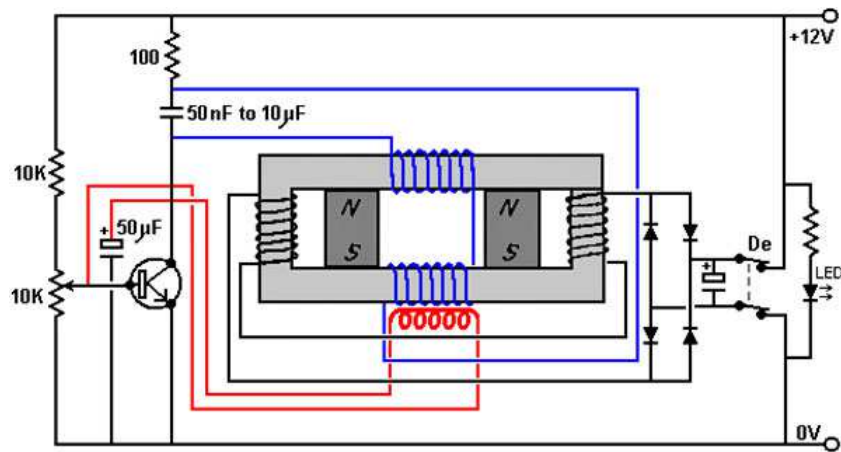 100
+12V
50nF to 10µF
10K
50µF
+
N
S
N
S
De
+
LED
10K
0V